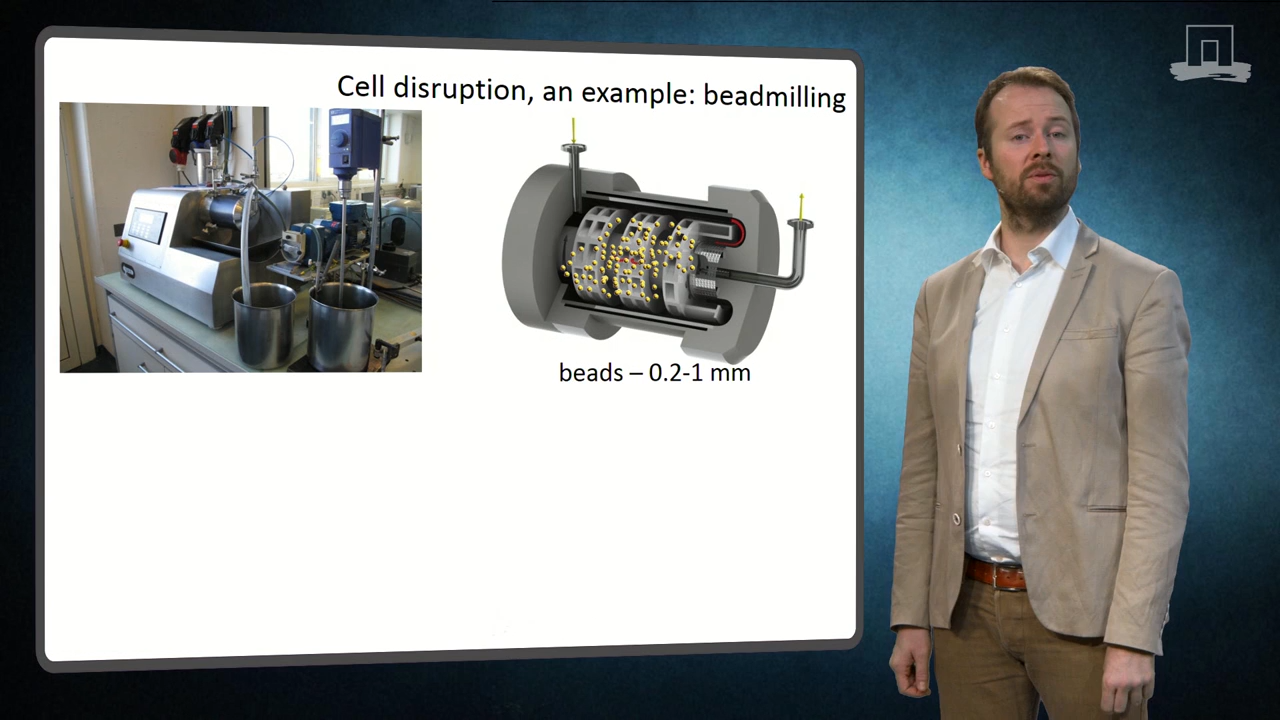 Cell disruption, an example: beadmilling
beads – 0.2-1 mm